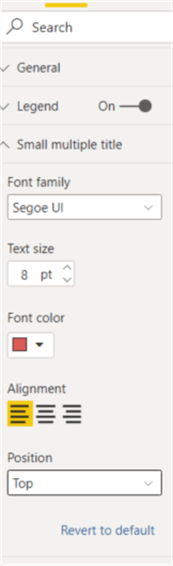 Search
General
Legend On
Small multiple title
Font family
Segoe UI
Text size
8 pt
Font color
Alignment
Position
Top
Revert to default